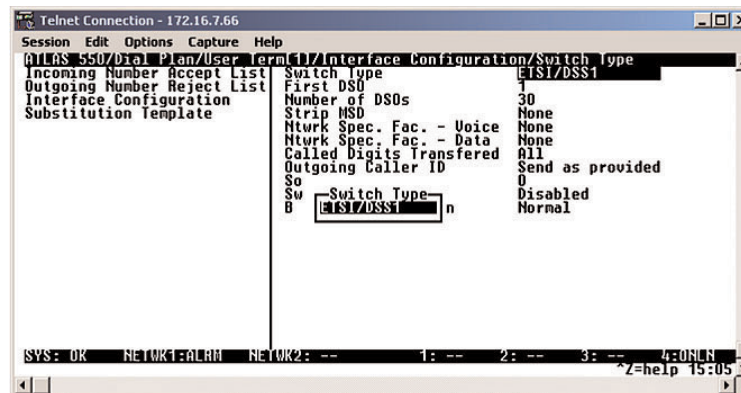 Telnet Connection - 172.16.7.66
Session Edit Options Capture Help
ATLAS 550/Dial Plan/User Term[1]/Interface Configuration/Switch Type
Incoming Number Accept List
Outgoing Number Reject List
Interface Configuration
Substitution Template
Switch Type ETSI/DSS1
First DS0 1
Number of DS0s 30
Strip MSD None
Ntwrk Spec. Fac. - Voice None
Ntwrk Spec. Fac. - Data None
Called Digits Transfered All
Outgoing Caller ID Send as provided
So 0
Sw Disabled
B n Normal
Switch Type
ETSI/DSS1
SYS: OK NETWK1:ALRM NETWK2: -- 1: -- 2: -- 3: -- 4:ONLN
^Z=help 15:05